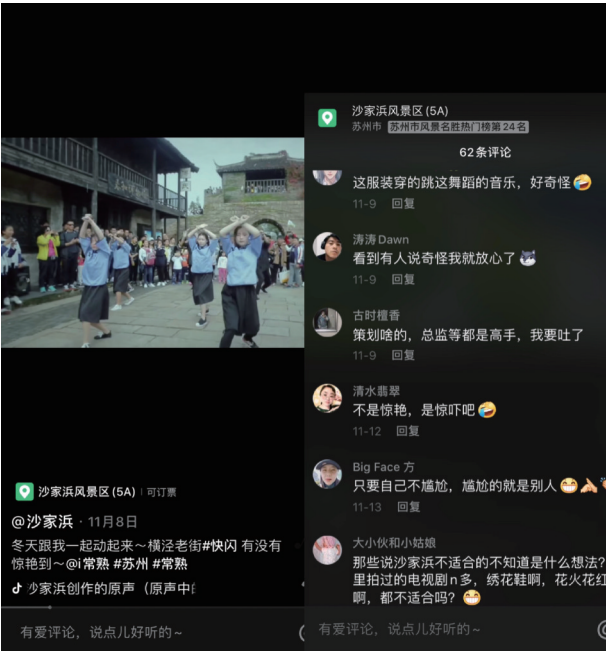 沙家浜风景区 (5A) | 可订票
@沙家浜 · 11月8日
冬天跟我一起动起来～横泾老街#快闪 有没有
惊艳到～@i常熟 #苏州 #常熟
沙家浜创作的原声（原声中
有爱评论，说点儿好听的~
沙家浜风景区(5A)
苏州市 苏州市风景名胜热门榜第24名
62条评论
这服装穿的跳这舞蹈的音乐，好奇怪🤣
11-9 回复
涛涛Dawn
看到有人说奇怪我就放心了
11-9 回复
古时檀香
策划啥的，总监等都是高手，我要吐了
11-9 回复
清水翡翠
不是惊艳，是惊吓吧🤣
11-12 回复
Big Face 方
只要自己不尴尬，尴尬的就是别人😁
11-13 回复
大小伙和小姑娘
那些说沙家浜不适合的不知道是什么想法?
里拍过的电视剧n多，绣花鞋啊，花火花红
啊，都不适合吗? 😁
有爱评论，说点儿好听的~